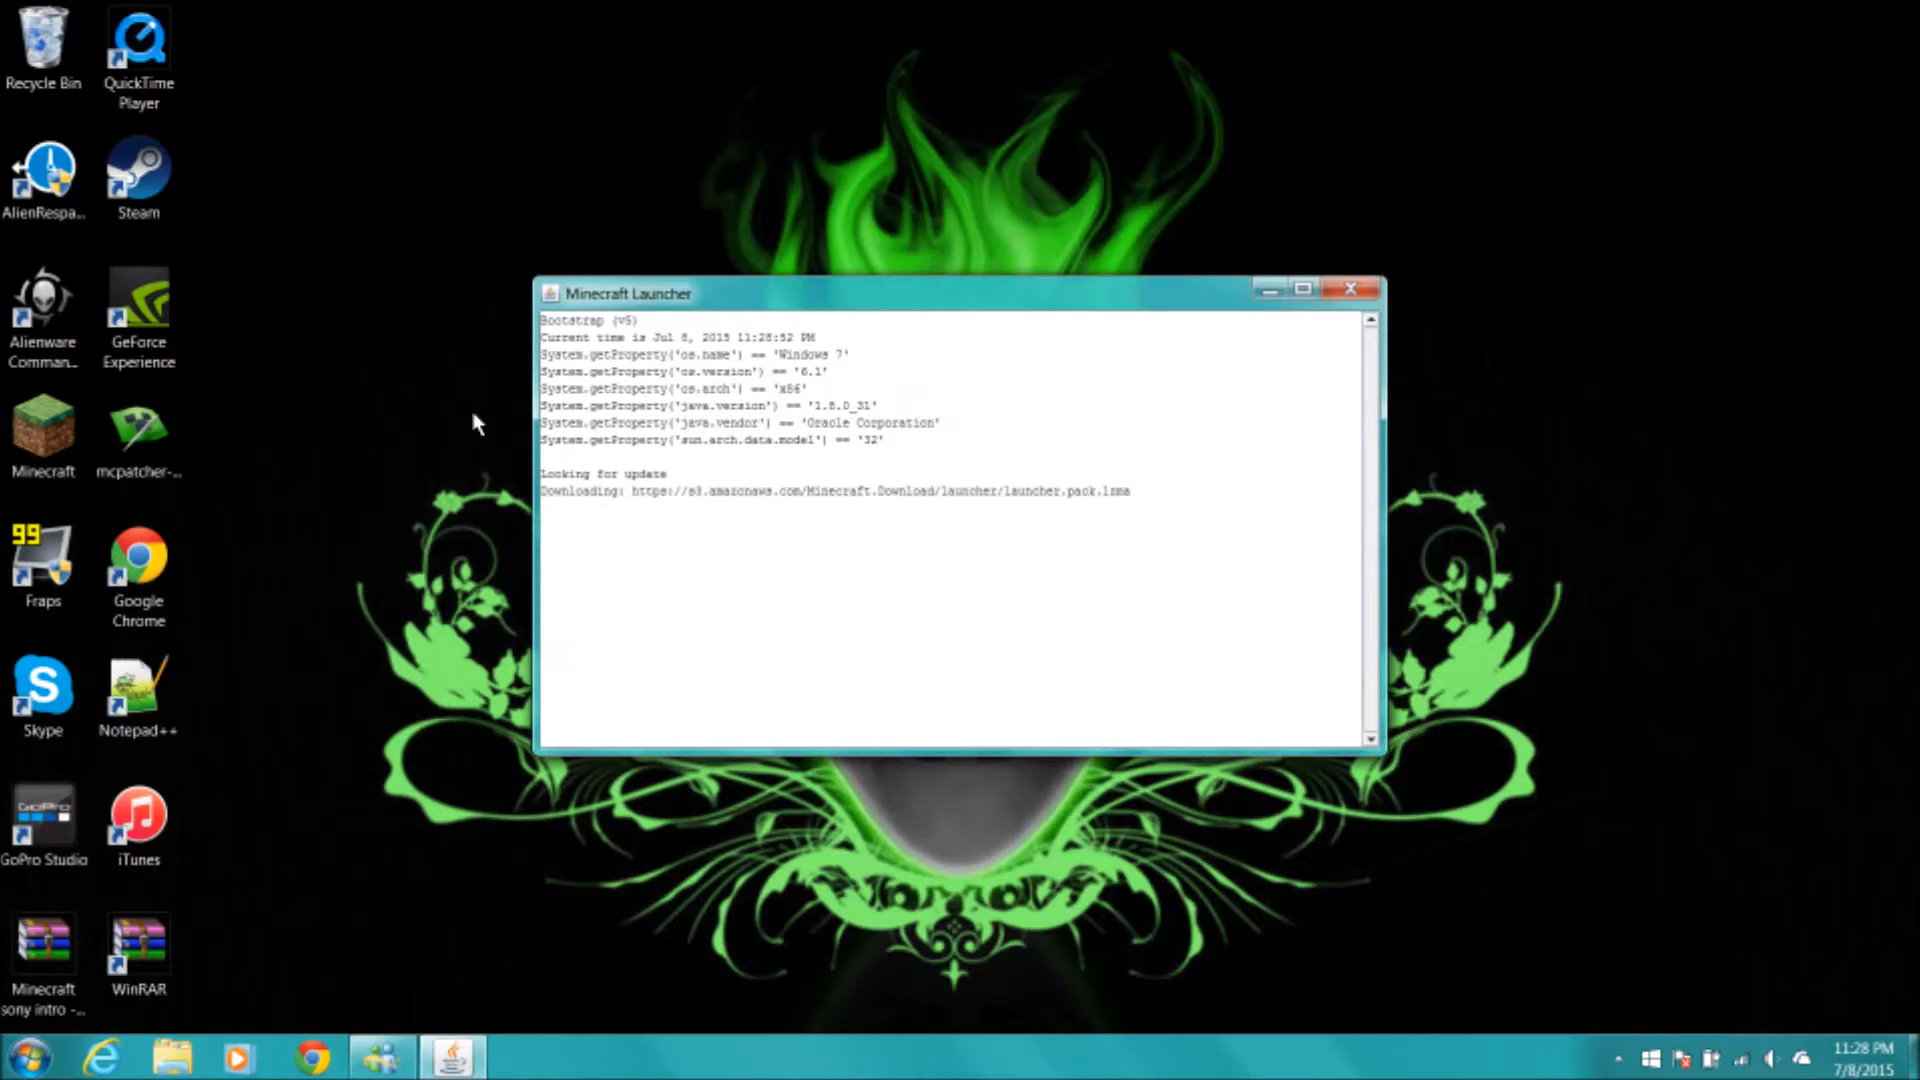 Recycle Bin
QuickTime Player
AlienRespa...
Steam
Alienware Comman...
GeForce Experience
Minecraft
mcpatcher-...
99
Fraps
Google Chrome
Skype
Notepad++
GoPro
GoPro Studio
iTunes
Minecraft sony intro -...
WinRAR
Minecraft Launcher
Bootstrap (v5)
Current time is Jul 8, 2015 11:28:52 PM
System.getProperty('os.name') == 'Windows 7'
System.getProperty('os.version') == '6.1'
System.getProperty('os.arch') == 'x86'
System.getProperty('java.version') == '1.8.0_31'
System.getProperty('java.vendor') == 'Oracle Corporation'
System.getProperty('sun.arch.data.model') == '32'
Looking for update
Downloading: https://s3.amazonaws.com/Minecraft.Download/launcher/launcher.pack.lzma
11:28 PM
7/8/2015